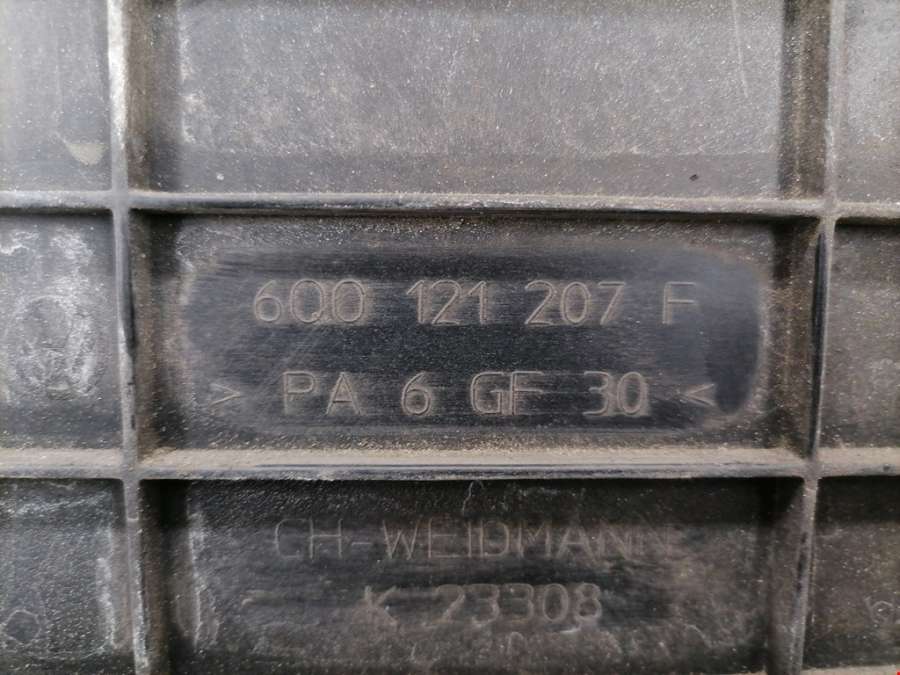 6Q0 121 207 F
> PA 6 GF 30 <
CH-WEIDMANN
K 23308